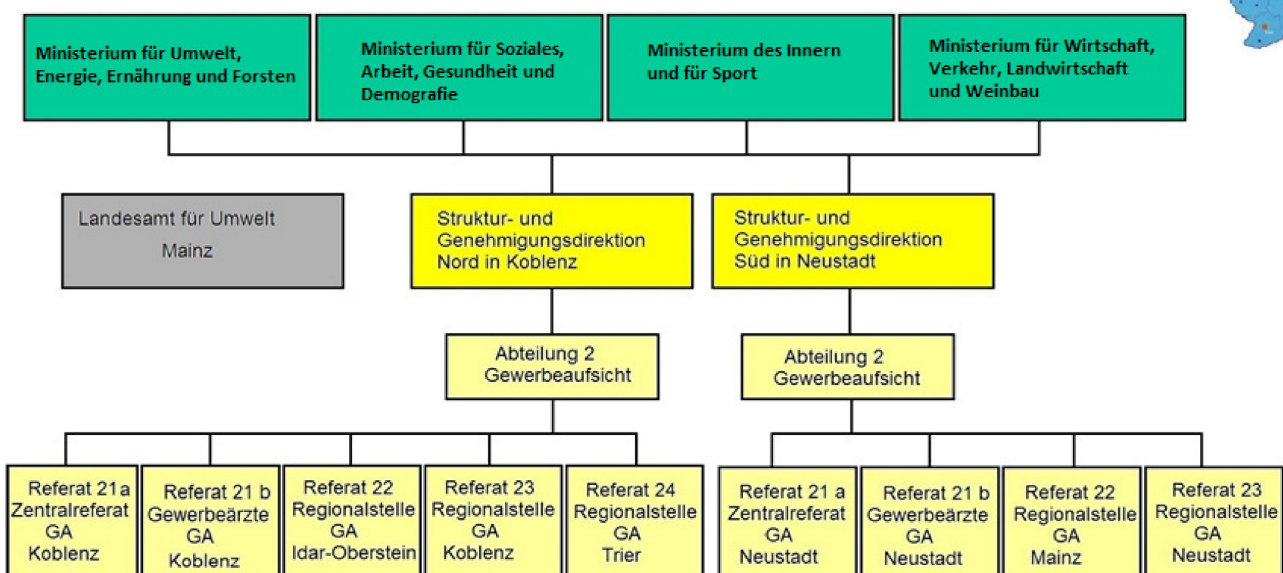 Ministerium für Umwelt,
Energie, Ernährung und Forsten
Ministerium für Soziales,
Arbeit, Gesundheit und
Demografie
Ministerium des Innern
und für Sport
Ministerium für Wirtschaft,
Verkehr, Landwirtschaft
und Weinbau
Landesamt für Umwelt
Mainz
Struktur- und
Genehmigungsdirektion
Nord in Koblenz
Struktur- und
Genehmigungsdirektion
Süd in Neustadt
Abteilung 2
Gewerbeaufsicht
Abteilung 2
Gewerbeaufsicht
Referat 21a
Zentralreferat
GA
Koblenz
Referat 21 b
Gewerbeärzte
GA
Koblenz
Referat 22
Regionalstelle
GA
Idar-Oberstein
Referat 23
Regionalstelle
GA
Koblenz
Referat 24
Regionalstelle
GA
Trier
Referat 21 a
Zentralreferat
GA
Neustadt
Referat 21 b
Gewerbeärzte
GA
Neustadt
Referat 22
Regionalstelle
GA
Mainz
Referat 23
Regionalstelle
GA
Neustadt